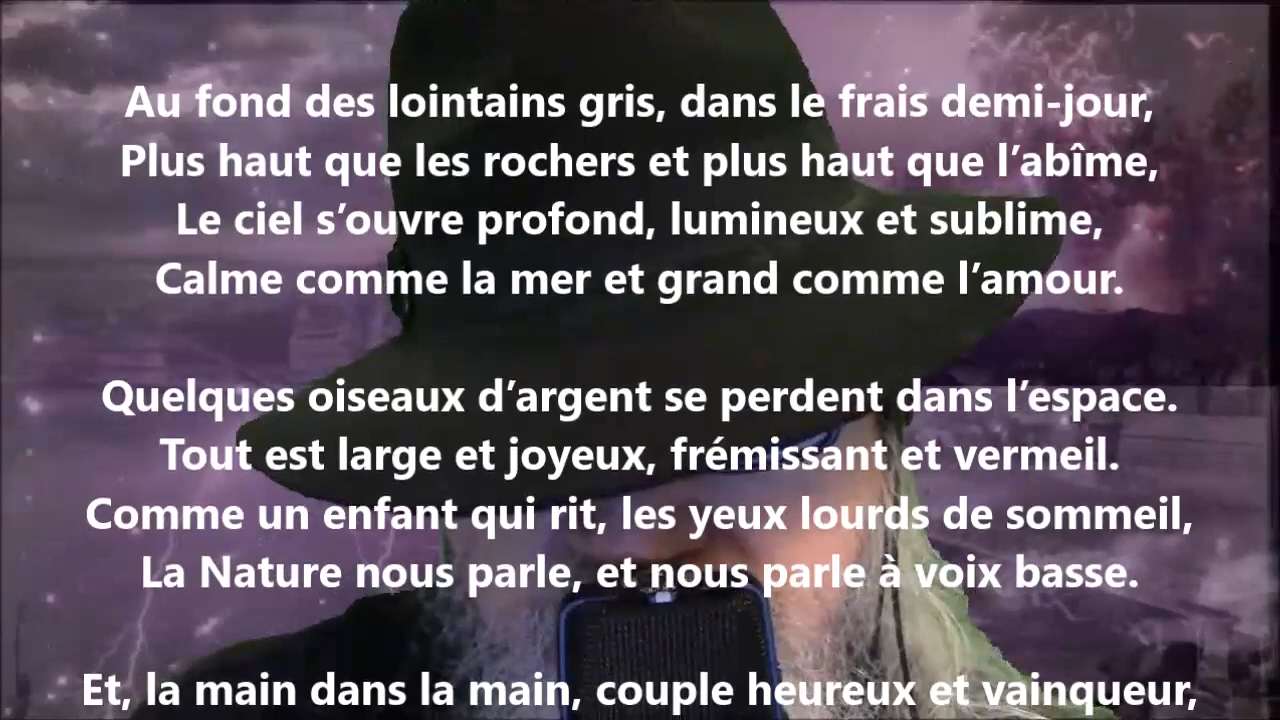 Au fond des lointains gris, dans le frais demi-jour,
Plus haut que les rochers et plus haut que l’abîme,
Le ciel s’ouvre profond, lumineux et sublime,
Calme comme la mer et grand comme l’amour.
Quelques oiseaux d’argent se perdent dans l’espace.
Tout est large et joyeux, frémissant et vermeil.
Comme un enfant qui rit, les yeux lourds de sommeil,
La Nature nous parle, et nous parle à voix basse.
Et, la main dans la main, couple heureux et vainqueur,